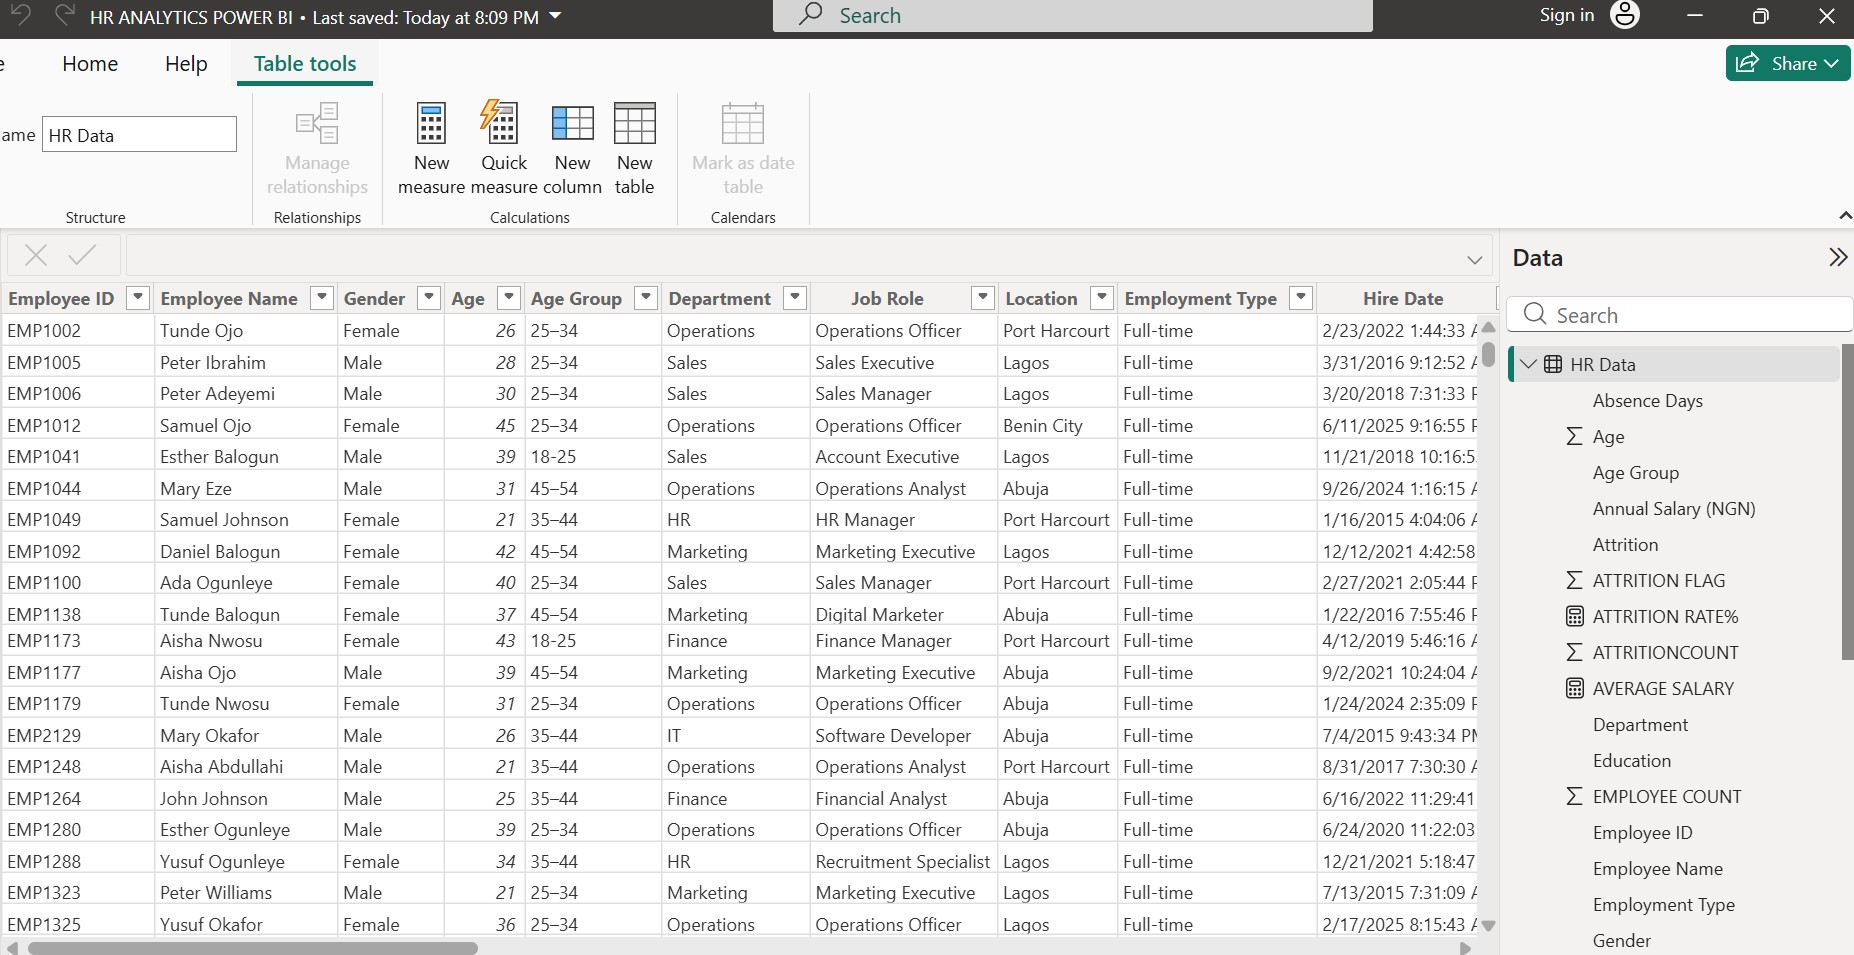 HR ANALYTICS POWER BI • Last saved: Today at 8:09 PM Search Sign in
e Home Help Table tools Share
ame HR Data
Manage relationships New measure Quick measure New column New table Mark as date table
Structure Relationships Calculations Calendars
Employee ID Employee Name Gender Age Age Group Department Job Role Location Employment Type Hire Date
EMP1002 Tunde Ojo Female 26 25–34 Operations Operations Officer Port Harcourt Full-time 2/23/2022 1:44:33 A
EMP1005 Peter Ibrahim Male 28 25–34 Sales Sales Executive Lagos Full-time 3/31/2016 9:12:52 A
EMP1006 Peter Adeyemi Male 30 25–34 Sales Sales Manager Lagos Full-time 3/20/2018 7:31:33 P
EMP1012 Samuel Ojo Female 45 25–34 Operations Operations Officer Benin City Full-time 6/11/2025 9:16:55 P
EMP1041 Esther Balogun Male 39 18-25 Sales Account Executive Lagos Full-time 11/21/2018 10:16:5
EMP1044 Mary Eze Male 31 45–54 Operations Operations Analyst Abuja Full-time 9/26/2024 1:16:15 A
EMP1049 Samuel Johnson Female 21 35–44 HR HR Manager Port Harcourt Full-time 1/16/2015 4:04:06 A
EMP1092 Daniel Balogun Female 42 45–54 Marketing Marketing Executive Lagos Full-time 12/12/2021 4:42:58
EMP1100 Ada Ogunleye Female 40 25–34 Sales Sales Manager Port Harcourt Full-time 2/27/2021 2:05:44 P
EMP1138 Tunde Balogun Female 37 45–54 Marketing Digital Marketer Abuja Full-time 1/22/2016 7:55:46 P
EMP1173 Aisha Nwosu Female 43 18-25 Finance Finance Manager Port Harcourt Full-time 4/12/2019 5:46:16 A
EMP1177 Aisha Ojo Male 39 45–54 Marketing Marketing Executive Abuja Full-time 9/2/2021 10:24:04 A
EMP1179 Tunde Nwosu Female 31 25–34 Operations Operations Officer Abuja Full-time 1/24/2024 2:35:09 P
EMP2129 Mary Okafor Male 26 35–44 IT Software Developer Abuja Full-time 7/4/2015 9:43:34 PM
EMP1248 Aisha Abdullahi Male 21 35–44 Operations Operations Analyst Port Harcourt Full-time 8/31/2017 7:30:30 A
EMP1264 John Johnson Male 25 35–44 Finance Financial Analyst Abuja Full-time 6/16/2022 11:29:41
EMP1280 Esther Ogunleye Male 39 25–34 Operations Operations Officer Abuja Full-time 6/24/2020 11:22:03
EMP1288 Yusuf Ogunleye Female 34 35–44 HR Recruitment Specialist Lagos Full-time 12/21/2021 5:18:47
EMP1323 Peter Williams Male 21 25–34 Marketing Marketing Executive Lagos Full-time 7/13/2015 7:31:09 A
EMP1325 Yusuf Okafor Female 36 25–34 Operations Operations Officer Lagos Full-time 2/17/2025 8:15:43 A
Data
Search
HR Data
Absence Days
Σ Age
Age Group
Annual Salary (NGN)
Attrition
Σ ATTRITION FLAG
ATTRITION RATE%
Σ ATTRITIONCOUNT
AVERAGE SALARY
Department
Education
Σ EMPLOYEE COUNT
Employee ID
Employee Name
Employment Type
Gender